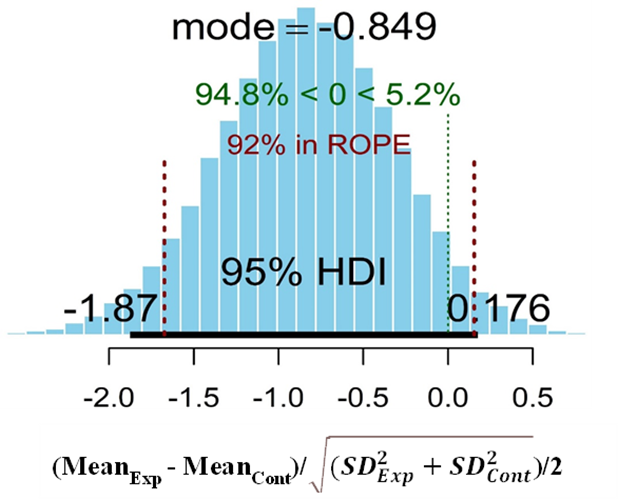 mode = -0.849
94.8% < 0 < 5.2%
92% in ROPE
95% HDI
-1.87 0.176
-2.0 -1.5 -1.0 -0.5 0.0 0.5
(Mean_Exp - Mean_Cont)/√(SD²_Exp + SD²_Cont)/2